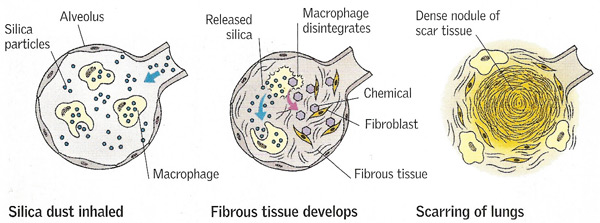 Alveolus
Silica
particles
Macrophage
Silica dust inhaled
Released
silica
Macrophage
disintegrates
Chemical
Fibroblast
Fibrous tissue
Fibrous tissue develops
Dense nodule of
scar tissue
Scarring of lungs